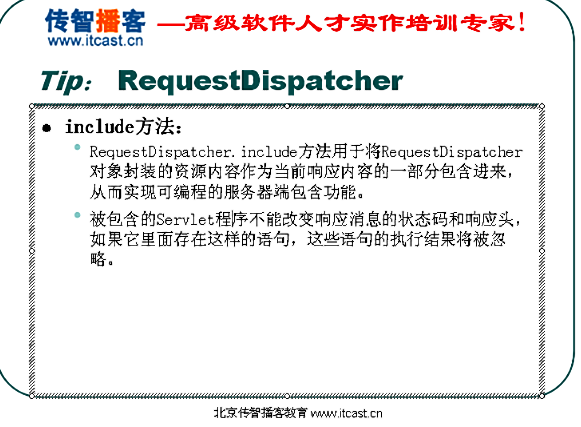 传智播客 —高级软件人才实作培训专家!
www.itcast.cn
Tip: RequestDispatcher
include方法:
RequestDispatcher.include方法用于将RequestDispatcher
对象封装的资源内容作为当前响应内容的一部分包含进来,
从而实现可编程的服务器端包含功能。
被包含的Servlet程序不能改变响应消息的状态码和响应头,
如果它里面存在这样的语句,这些语句的执行结果将被忽
略。
北京传智播客教育 www.itcast.cn